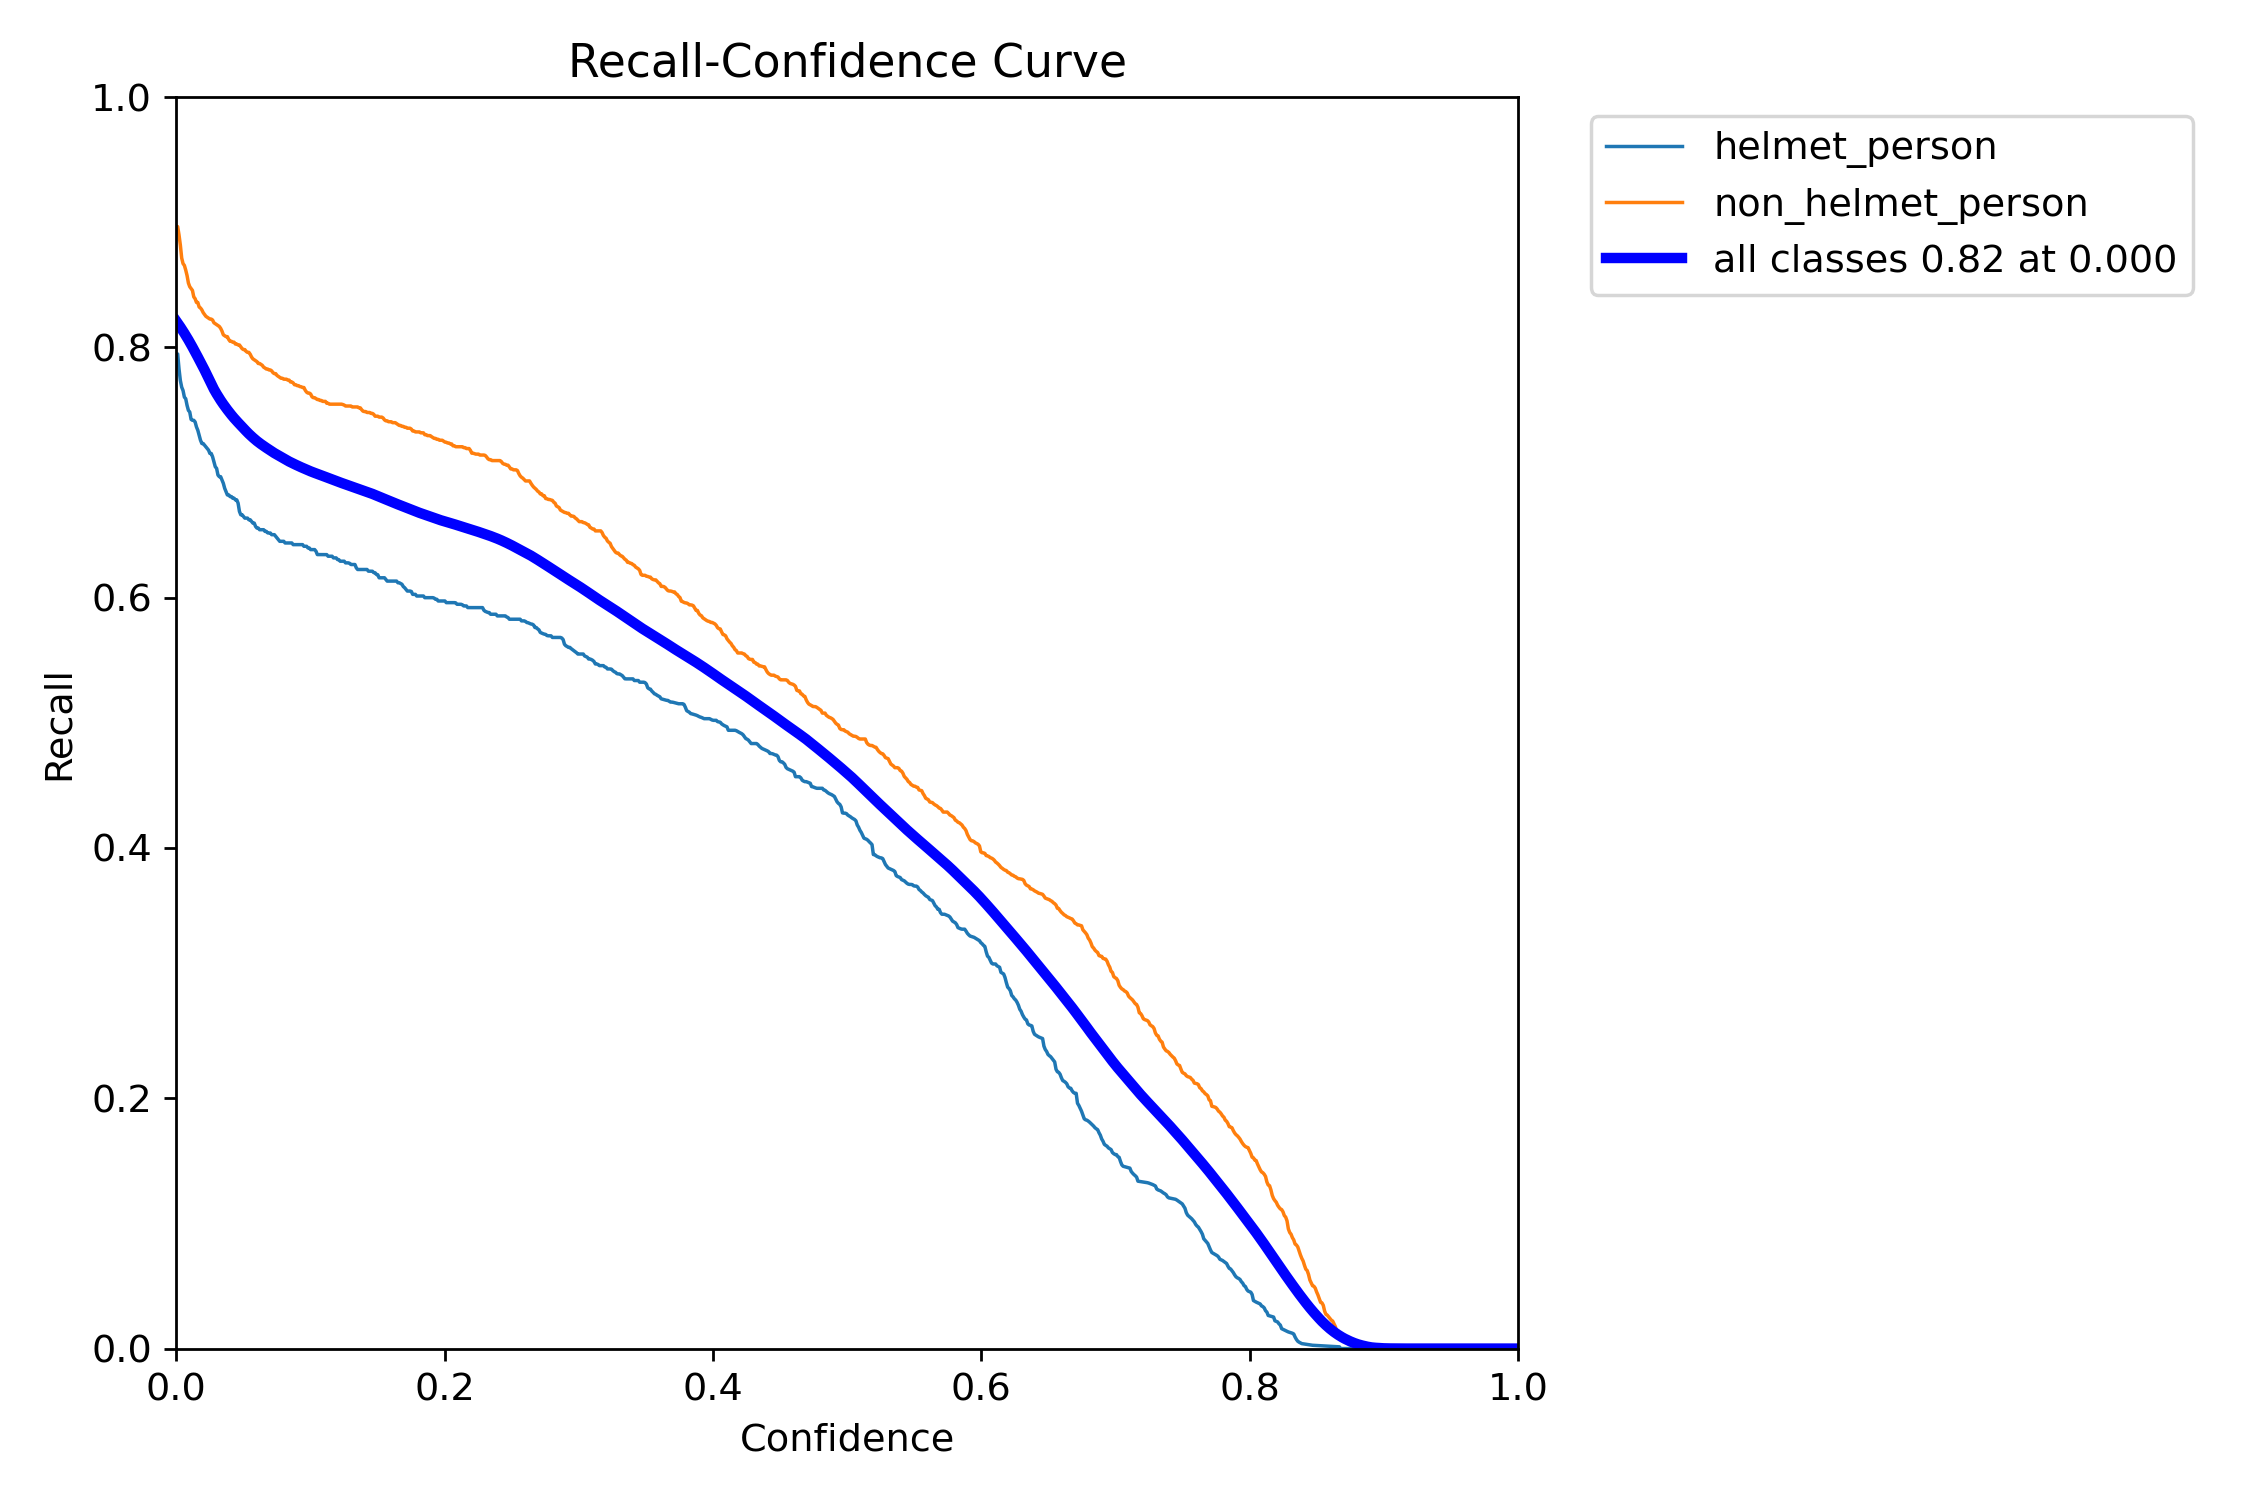 Recall-Confidence Curve
1.0
0.8
0.6
0.4
0.2
0.0
Recall
0.0 0.2 0.4 0.6 0.8 1.0
Confidence
helmet_person
non_helmet_person
all classes 0.82 at 0.000